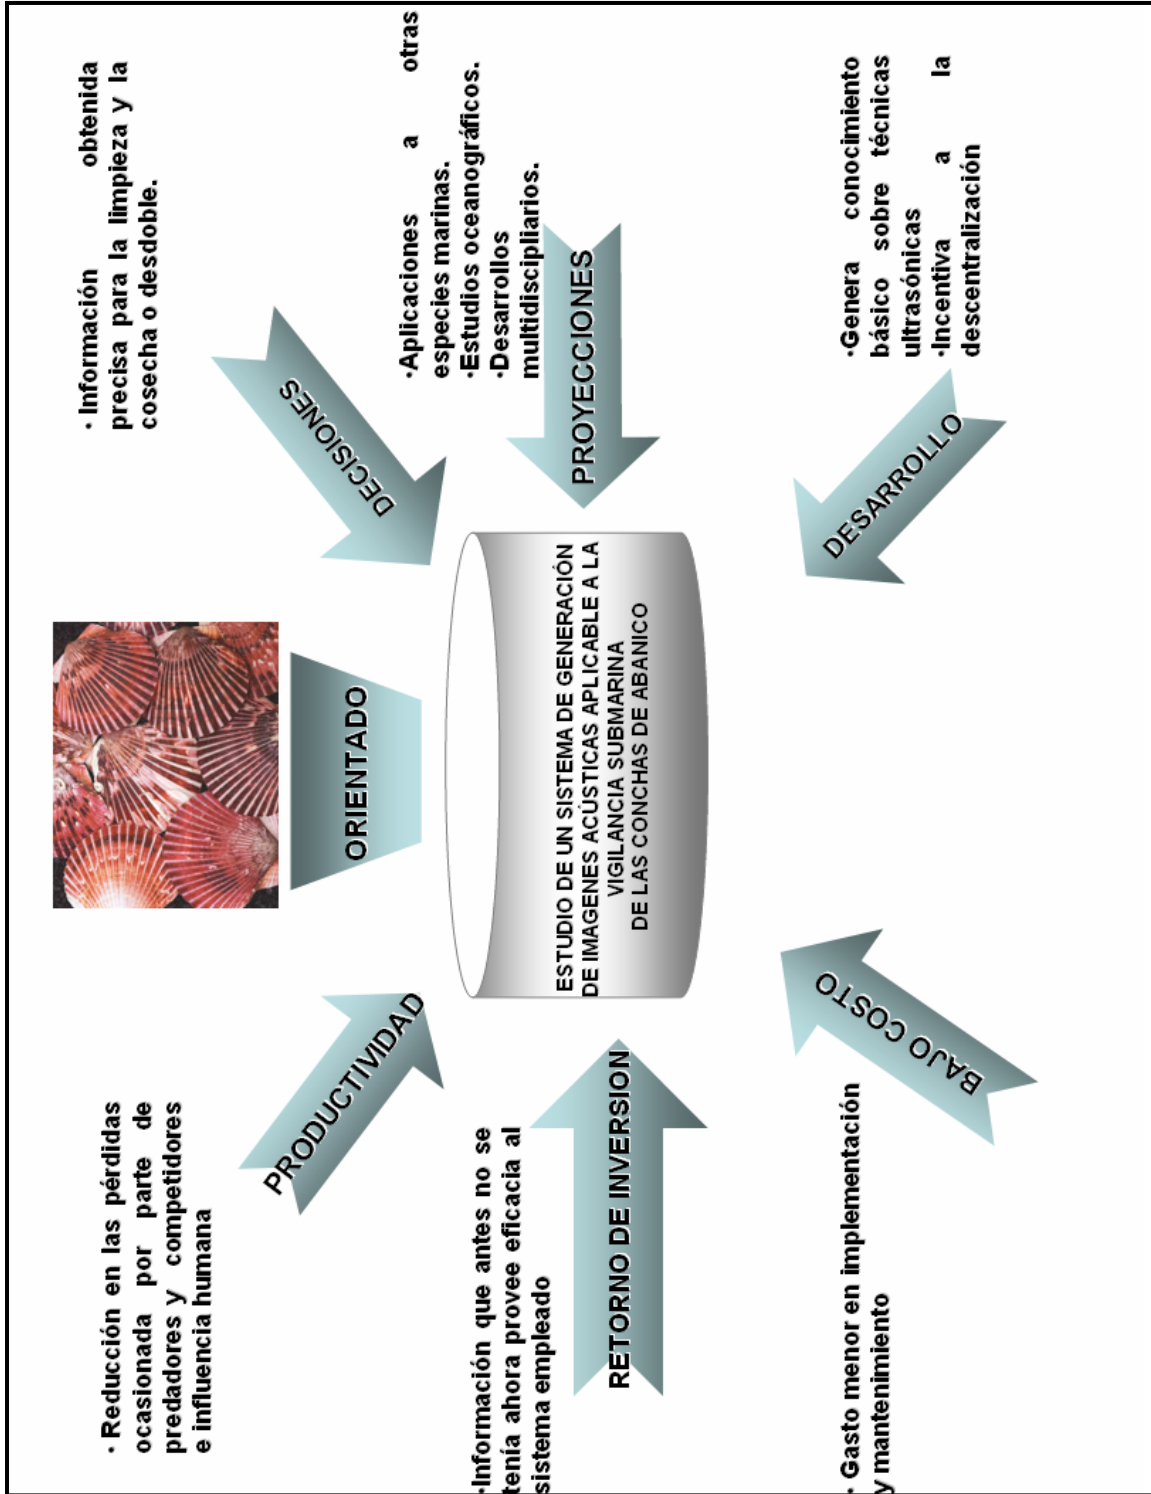 • Reducción en las pérdidas
ocasionada por parte de
predadores y competidores
e influencia humana
PRODUCTIVIDAD
ORIENTADO
DECISIONES
• Información obtenida
precisa para la limpieza y la
cosecha o desdoble.
•Información que antes no se
tenía ahora provee eficacia al
sistema empleado
RETORNO DE INVERSION
ESTUDIO DE UN SISTEMA DE GENERACIÓN
DE IMAGENES ACÚSTICAS APLICABLE A LA
VIGILANCIA SUBMARINA
DE LAS CONCHAS DE ABANICO
PROYECCIONES
•Aplicaciones a otras
especies marinas.
•Estudios oceanográficos.
•Desarrollos
multidiscipliarios.
• Gasto menor en implementación
y mantenimiento
BAJO COSTO
DESARROLLO
•Genera conocimiento
básico sobre técnicas
ultrasónicas
•Incentiva a la
descentralización